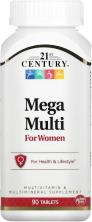 21st
CENTURY
Mega
Multi
For Women
For Health & Lifestyle
MULTIVITAMIN &
MULTIMINERAL SUPPLEMENT
90 TABLETS